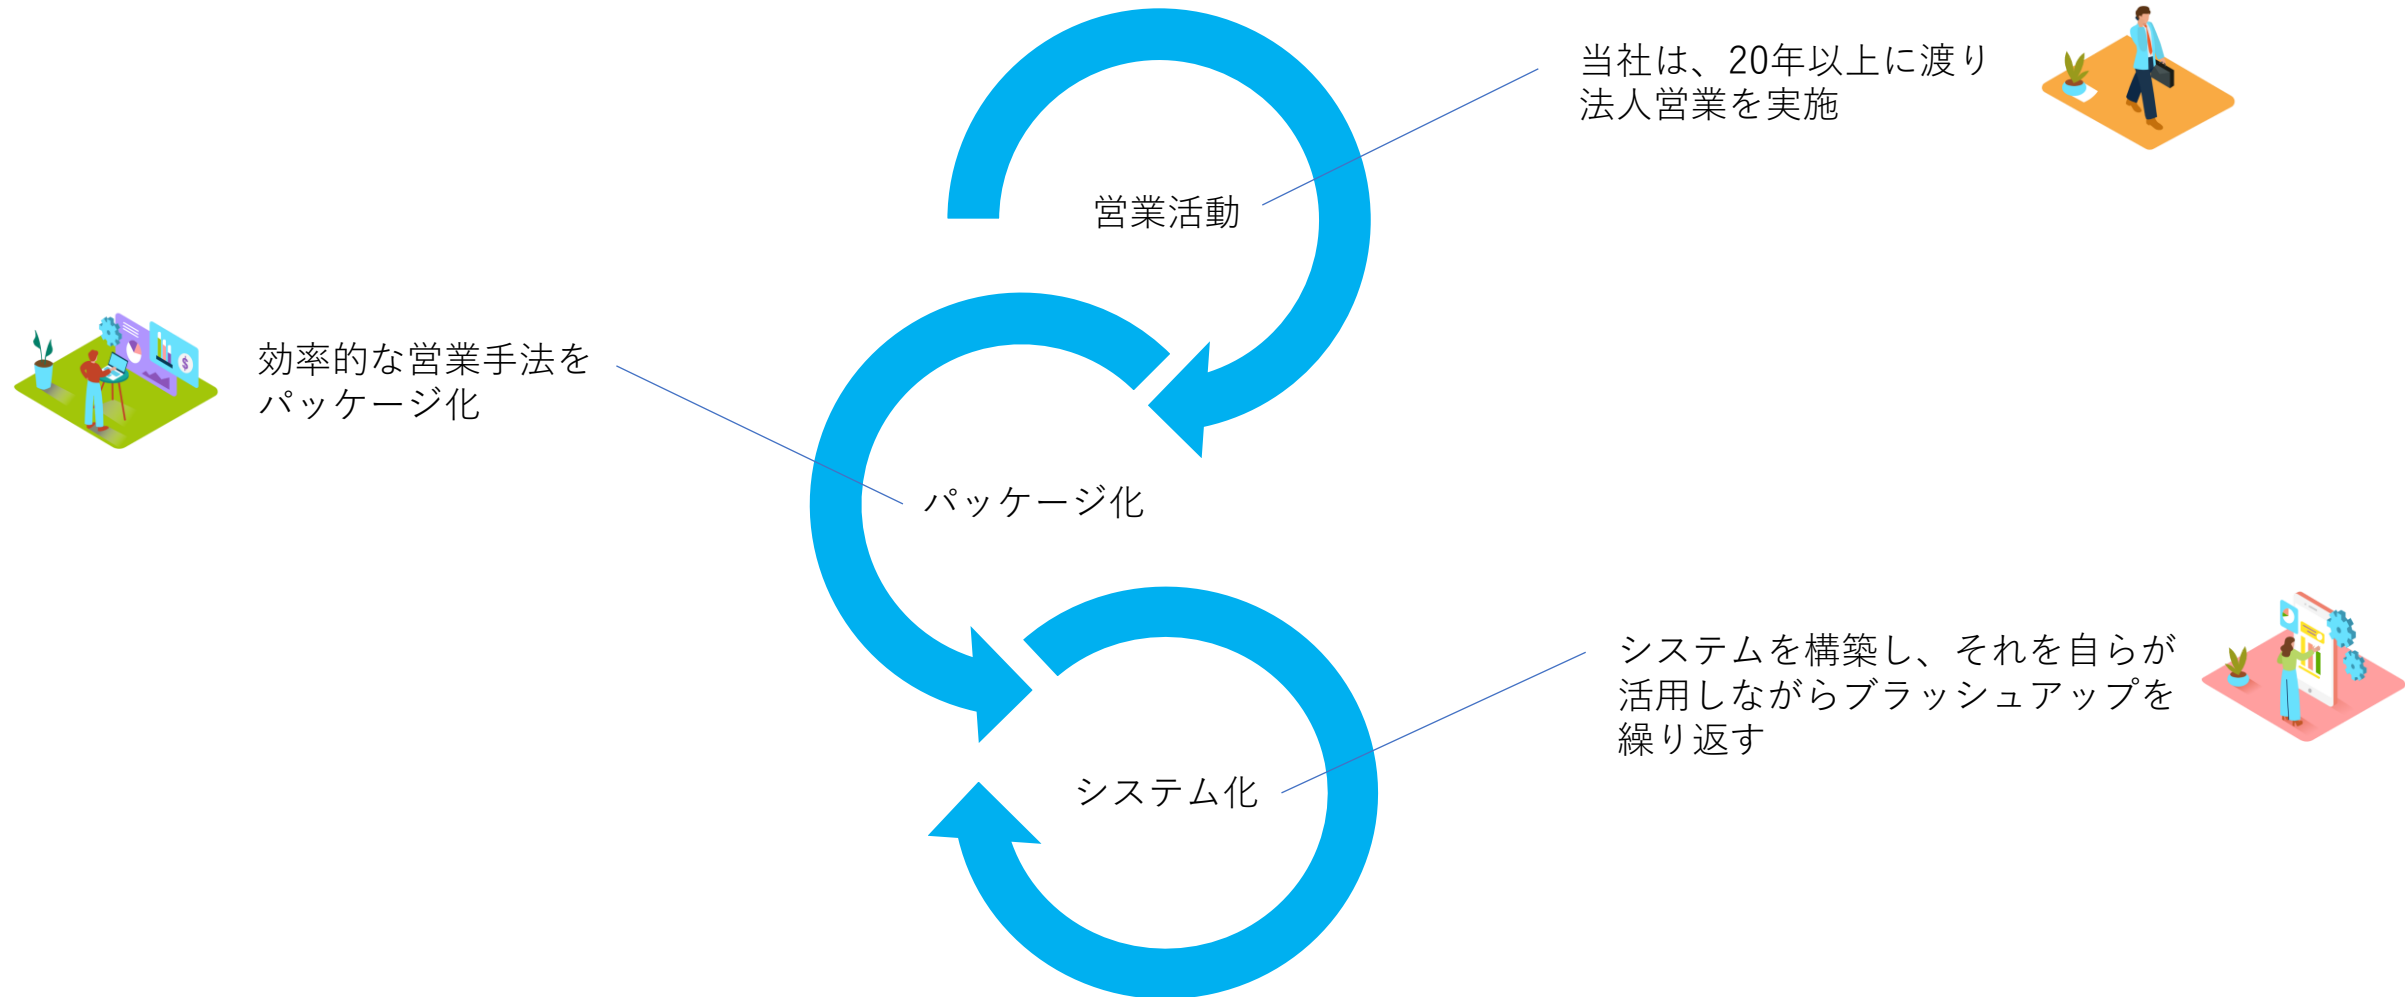 当社は、20年以上に渡り
法人営業を実施
営業活動
効率的な営業手法を
パッケージ化
パッケージ化
システムを構築し、それを自らが
活用しながらブラッシュアップを
繰り返す
システム化